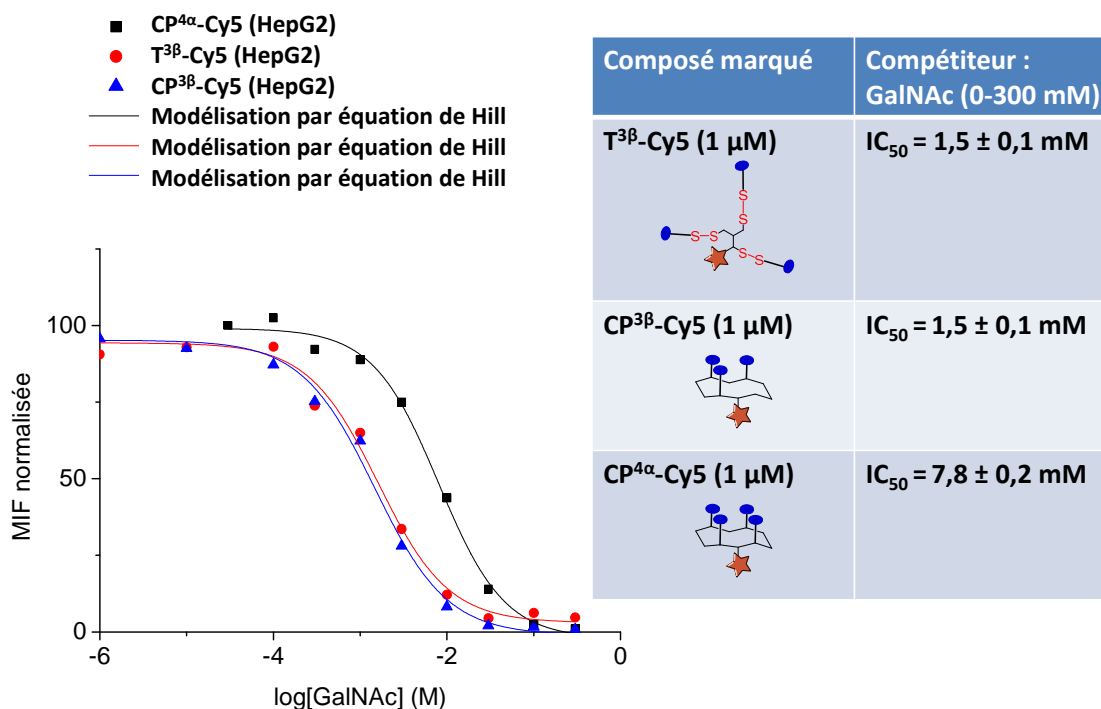 CP4α-Cy5 (HepG2)
T3β-Cy5 (HepG2)
CP3β-Cy5 (HepG2)
Modélisation par équation de Hill
Modélisation par équation de Hill
Modélisation par équation de Hill
100
50
0
-6
-4
-2
0
MIF normalisée
log[GalNAc] (M)
Composé marqué
Compétiteur :
GalNAc (0-300 mM)
T3β-Cy5 (1 µM)
IC50 = 1,5 ± 0,1 mM
S
S
S S
S S
CP3β-Cy5 (1 µM)
IC50 = 1,5 ± 0,1 mM
CP4α-Cy5 (1 µM)
IC50 = 7,8 ± 0,2 mM